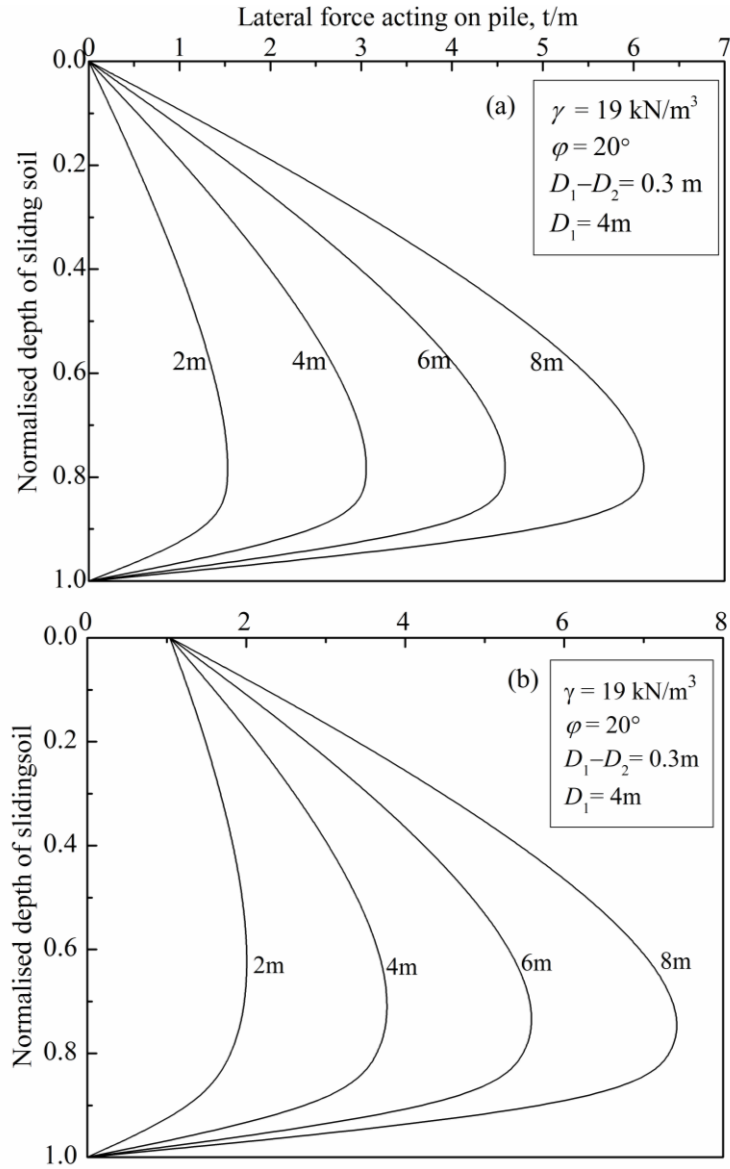 Lateral force acting on pile, t/m
0 1 2 3 4 5 6 7
0.0
0.2
0.4
0.6
0.8
1.0
Normalised depth of slidng soil
(a)
γ = 19 kN/m³
φ = 20°
D₁–D₂= 0.3 m
D₁= 4m
2m 4m 6m 8m
0 2 4 6 8
0.0
0.2
0.4
0.6
0.8
1.0
Normalised depth of slidingsoil
(b)
γ = 19 kN/m³
φ = 20°
D₁–D₂= 0.3m
D₁= 4m
2m 4m 6m 8m